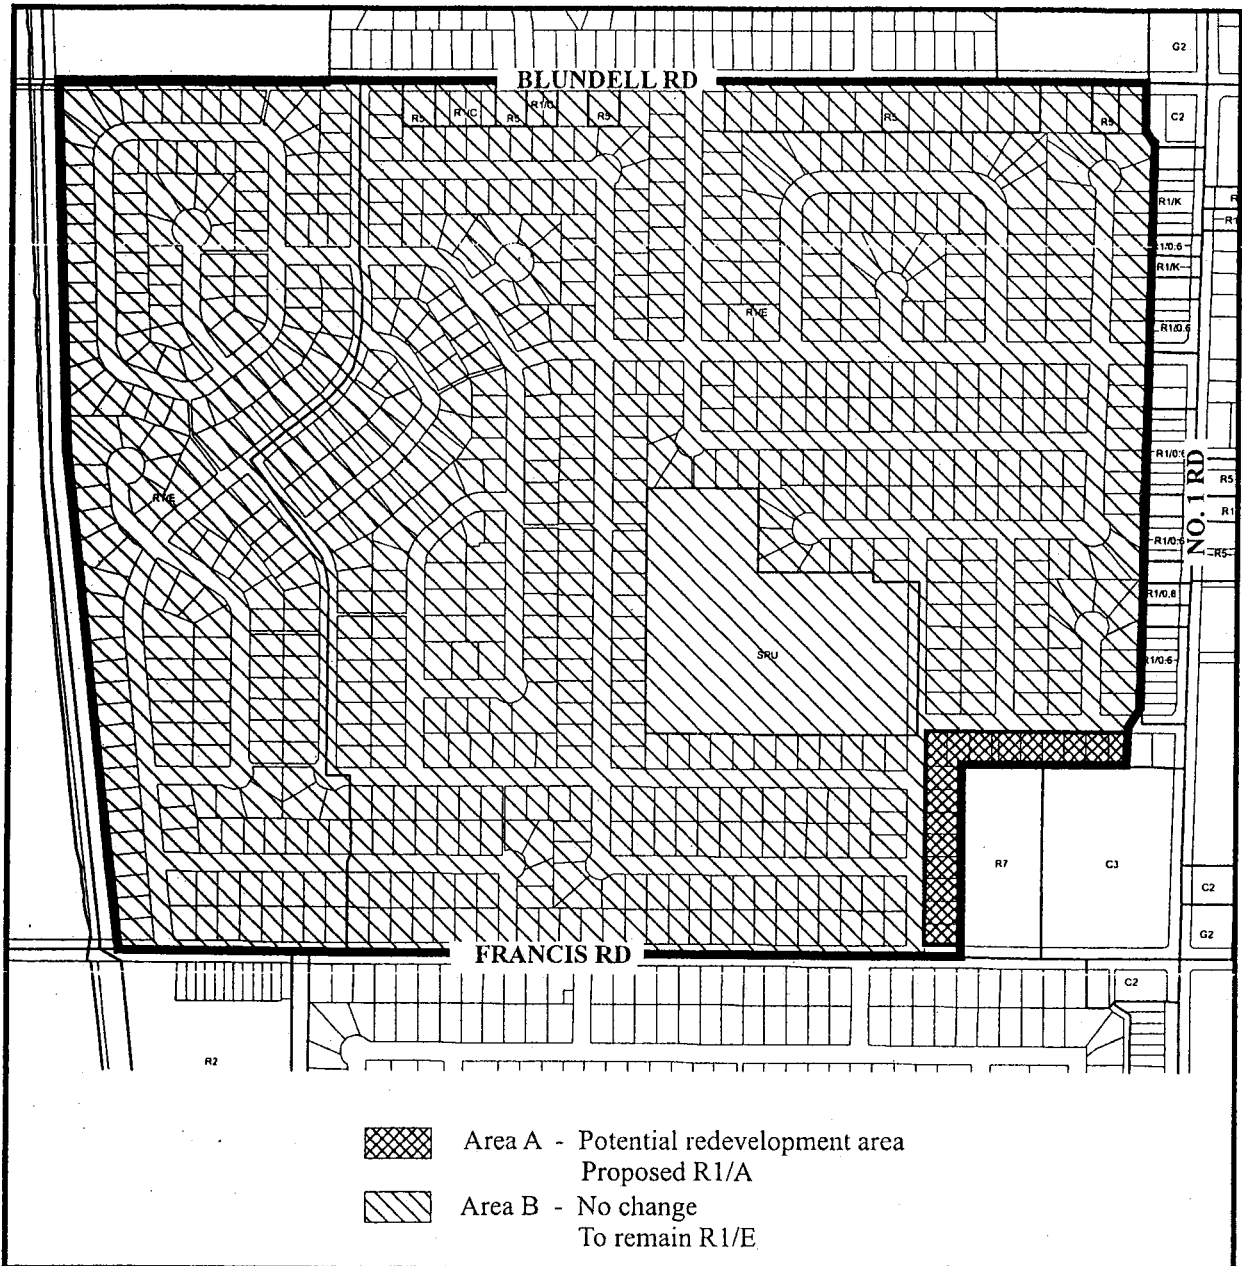 G2
BLUNDELL RD
R5
R1/C
R5
R1/C
R5
R5
R5
C2
R1/K
R1/0.6
R1/K
R1/0.6
R1/E
R1/0.6
R5
R1/E
NO. 1 RD
R1/0.6
R5
R1/0.6
R1/0.6
SPU
R7
C3
C2
G2
FRANCIS RD
C2
R2
Area A - Potential redevelopment area
Proposed R1/A
Area B - No change
To remain R1/E